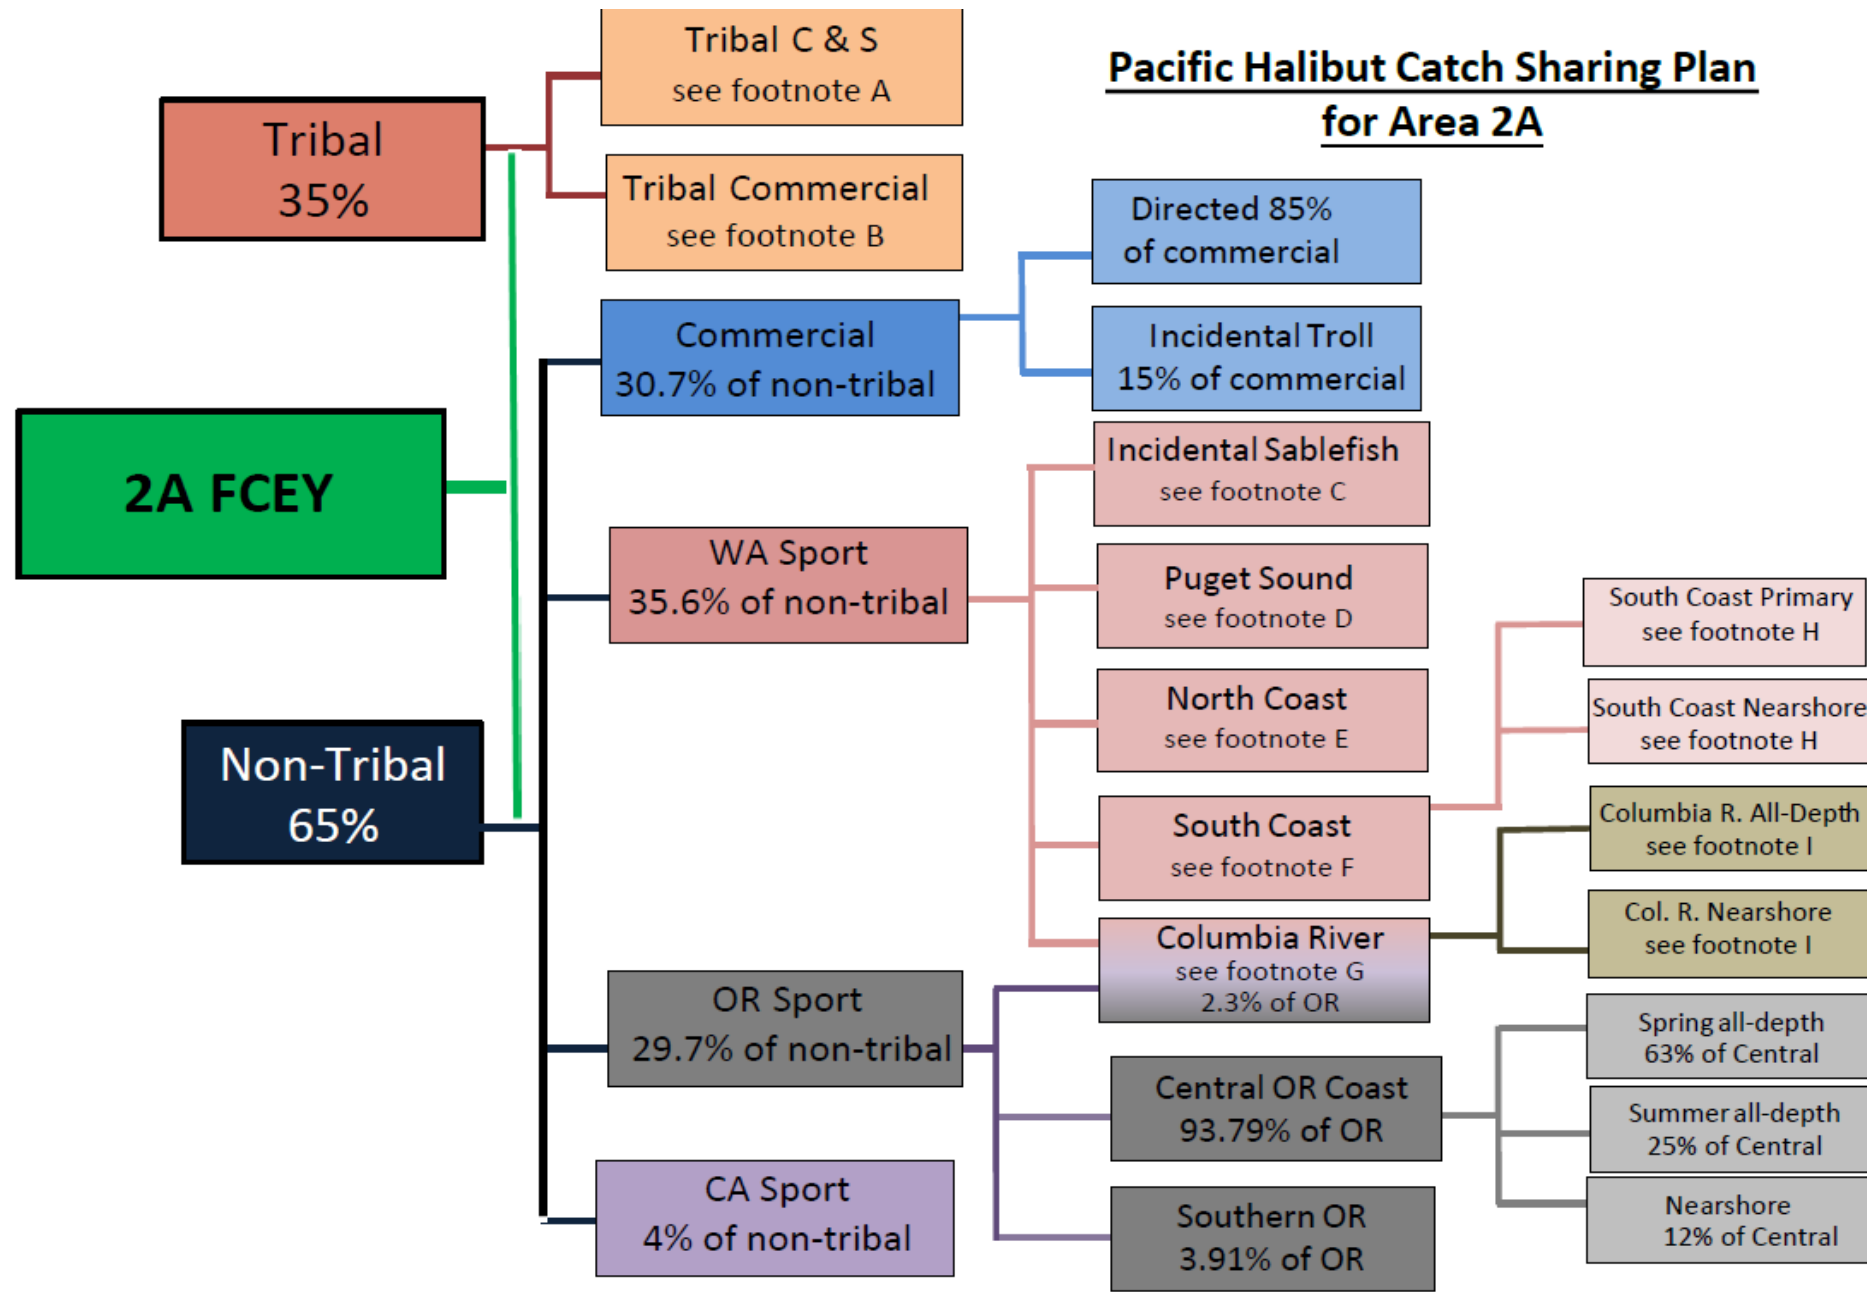 Pacific Halibut Catch Sharing Plan
for Area 2A
2A FCEY
Tribal
35%
Non-Tribal
65%
Tribal C & S
see footnote A
Tribal Commercial
see footnote B
Commercial
30.7% of non-tribal
WA Sport
35.6% of non-tribal
OR Sport
29.7% of non-tribal
CA Sport
4% of non-tribal
Directed 85%
of commercial
Incidental Troll
15% of commercial
Incidental Sablefish
see footnote C
Puget Sound
see footnote D
North Coast
see footnote E
South Coast
see footnote F
Columbia River
see footnote G
2.3% of OR
Central OR Coast
93.79% of OR
Southern OR
3.91% of OR
South Coast Primary
see footnote H
South Coast Nearshore
see footnote H
Columbia R. All-Depth
see footnote I
Col. R. Nearshore
see footnote I
Spring all-depth
63% of Central
Summer all-depth
25% of Central
Nearshore
12% of Central